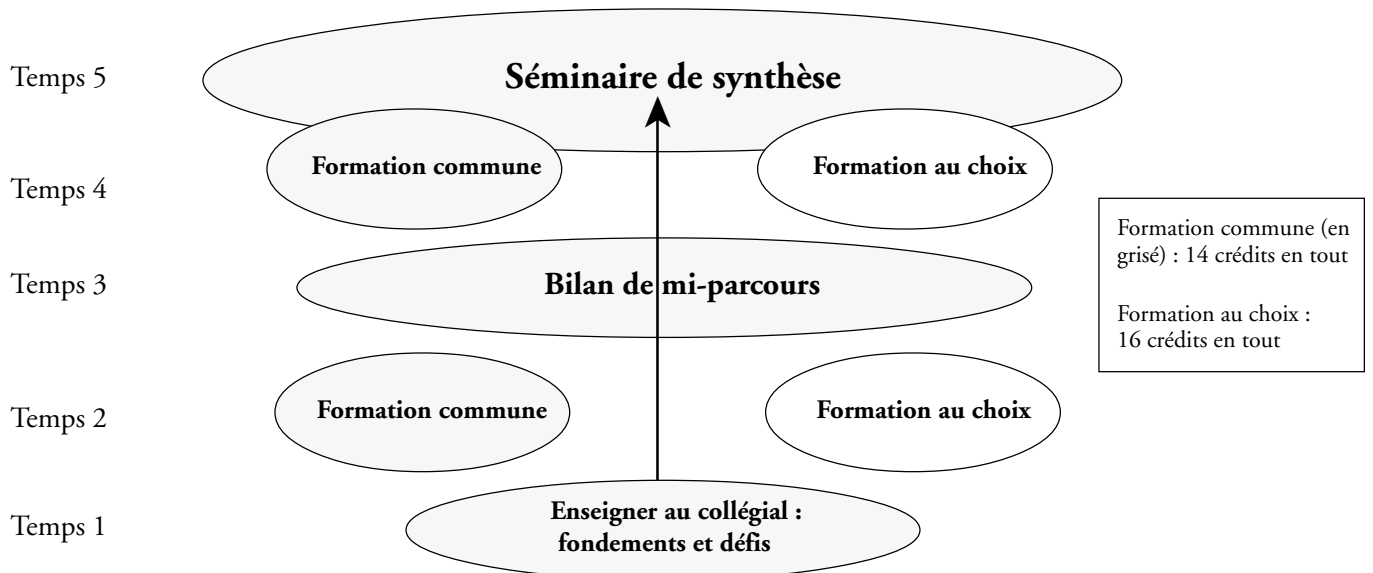 Temps 5
Séminaire de synthèse
Formation commune
Formation au choix
Temps 4
Formation commune (en
grisé) : 14 crédits en tout
Formation au choix :
16 crédits en tout
Temps 3
Bilan de mi-parcours
Formation commune
Formation au choix
Temps 2
Enseigner au collégial :
fondements et défis
Temps 1